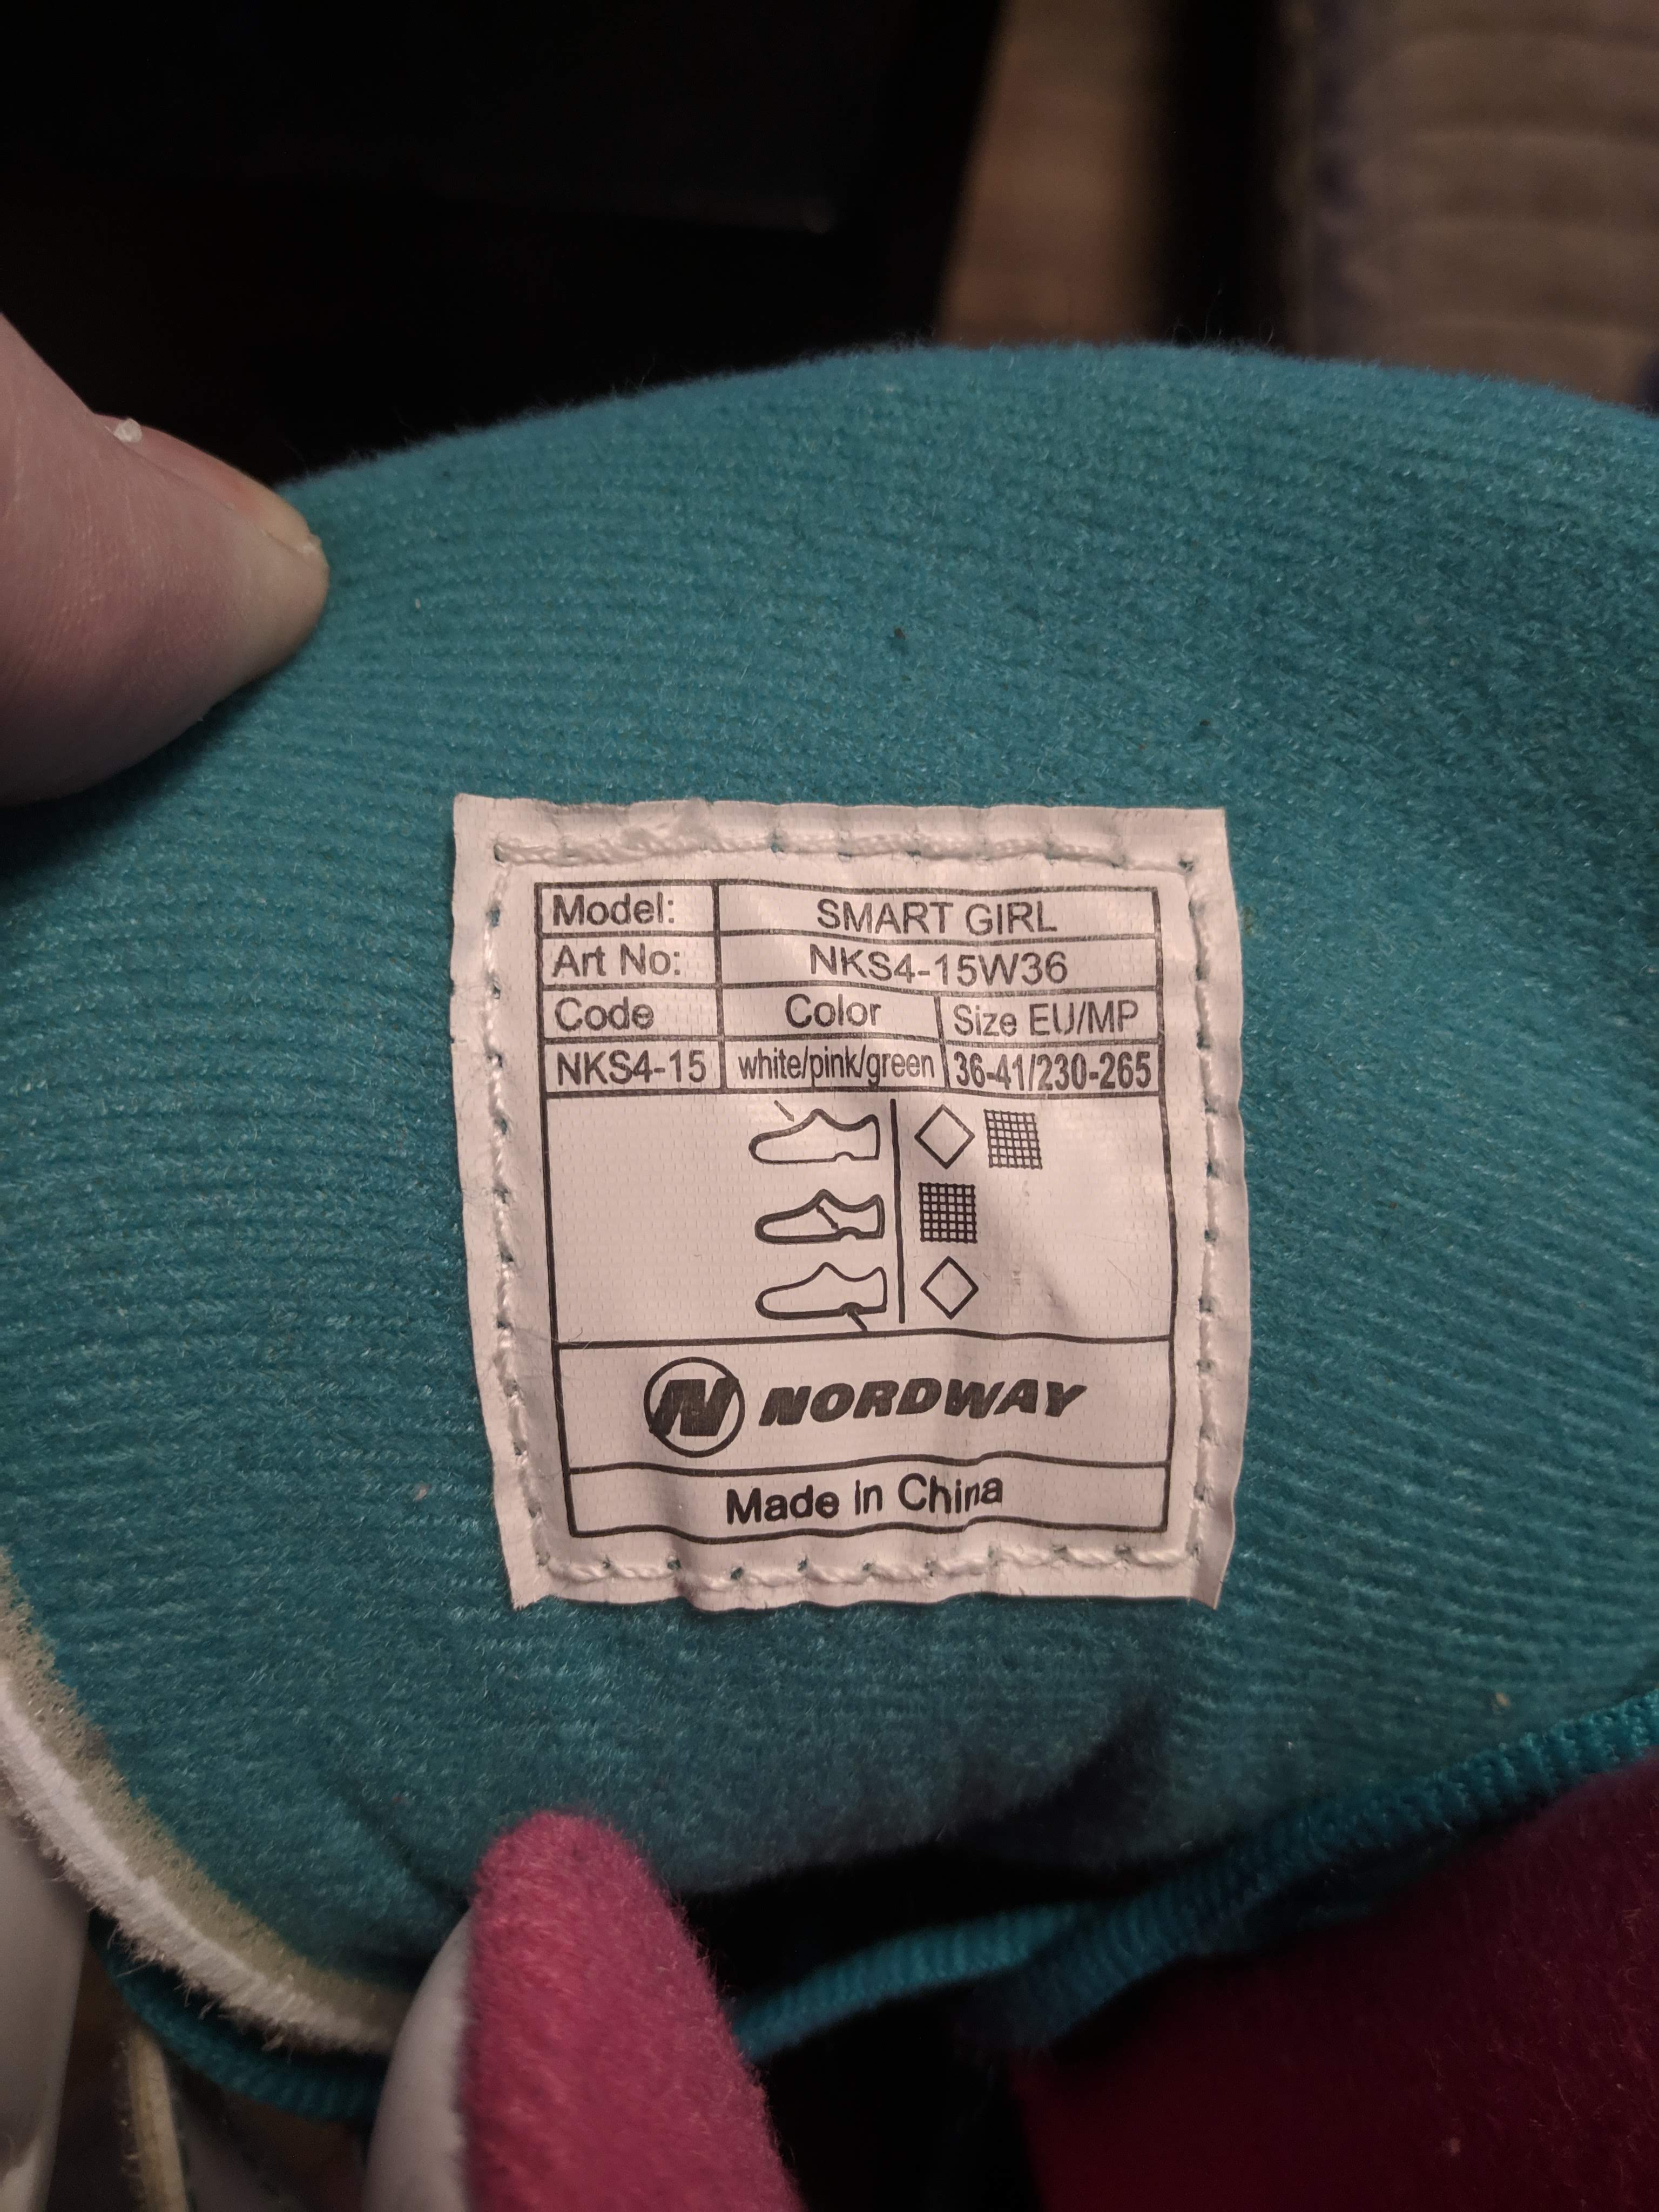 Model: SMART GIRL
Art No: NKS4-15W36
Code Color Size EU/MP
NKS4-15 white/pink/green 36-41/230-265
N NORDWAY
Made in China